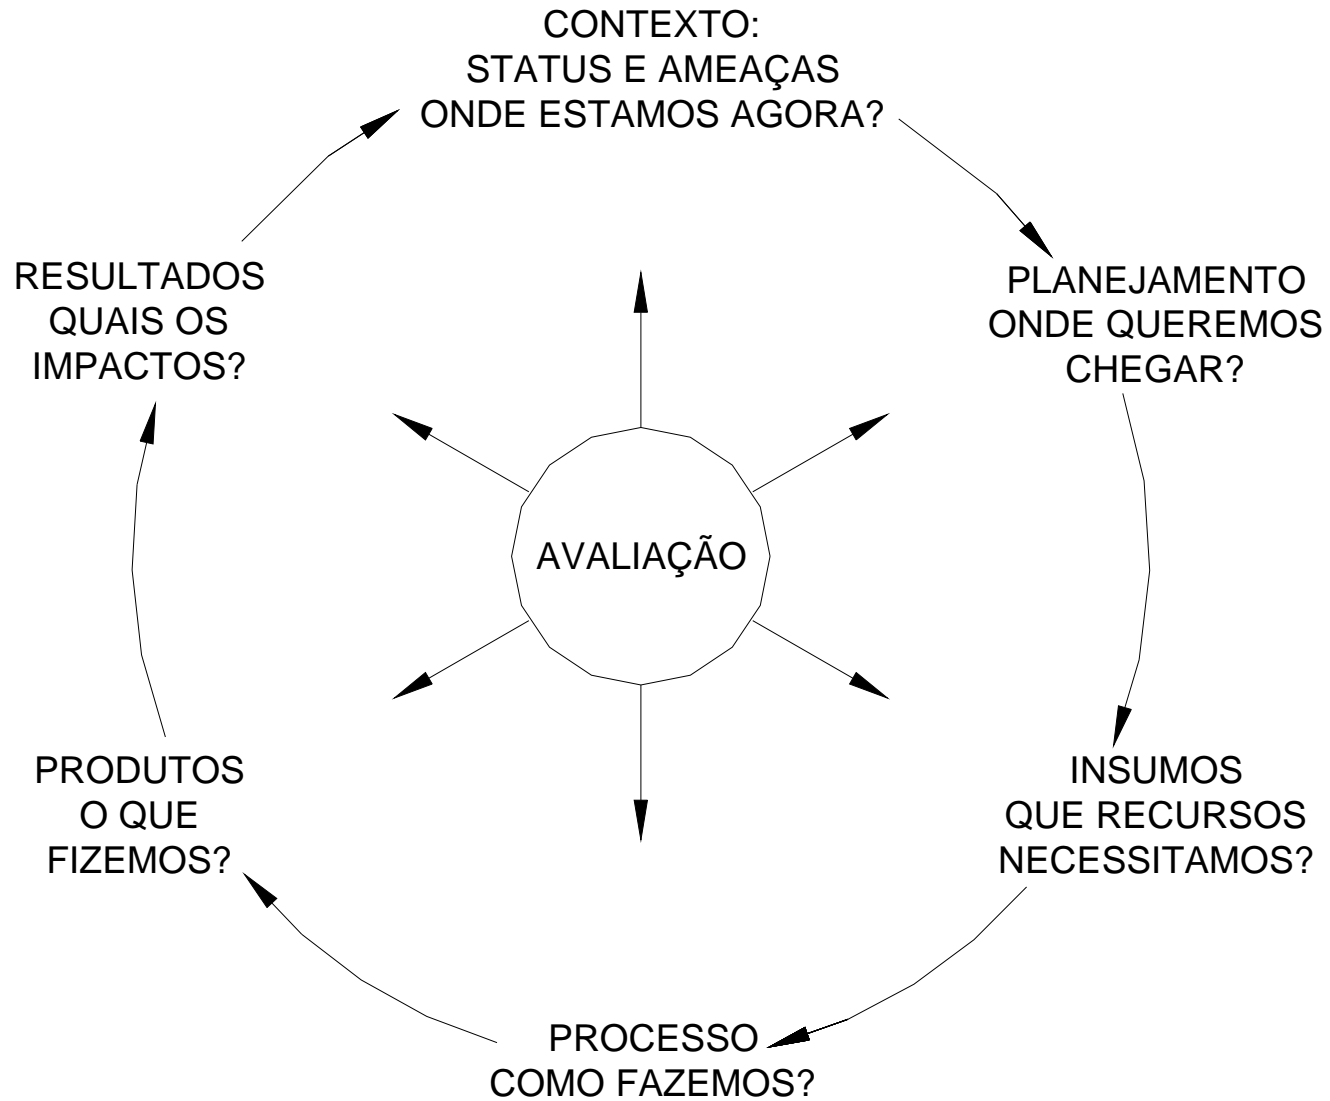 CONTEXTO:
STATUS E AMEAÇAS
ONDE ESTAMOS AGORA?
PLANEJAMENTO
ONDE QUEREMOS
CHEGAR?
INSUMOS
QUE RECURSOS
NECESSITAMOS?
PROCESSO
COMO FAZEMOS?
PRODUTOS
O QUE
FIZEMOS?
RESULTADOS
QUAIS OS
IMPACTOS?
AVALIAÇÃO